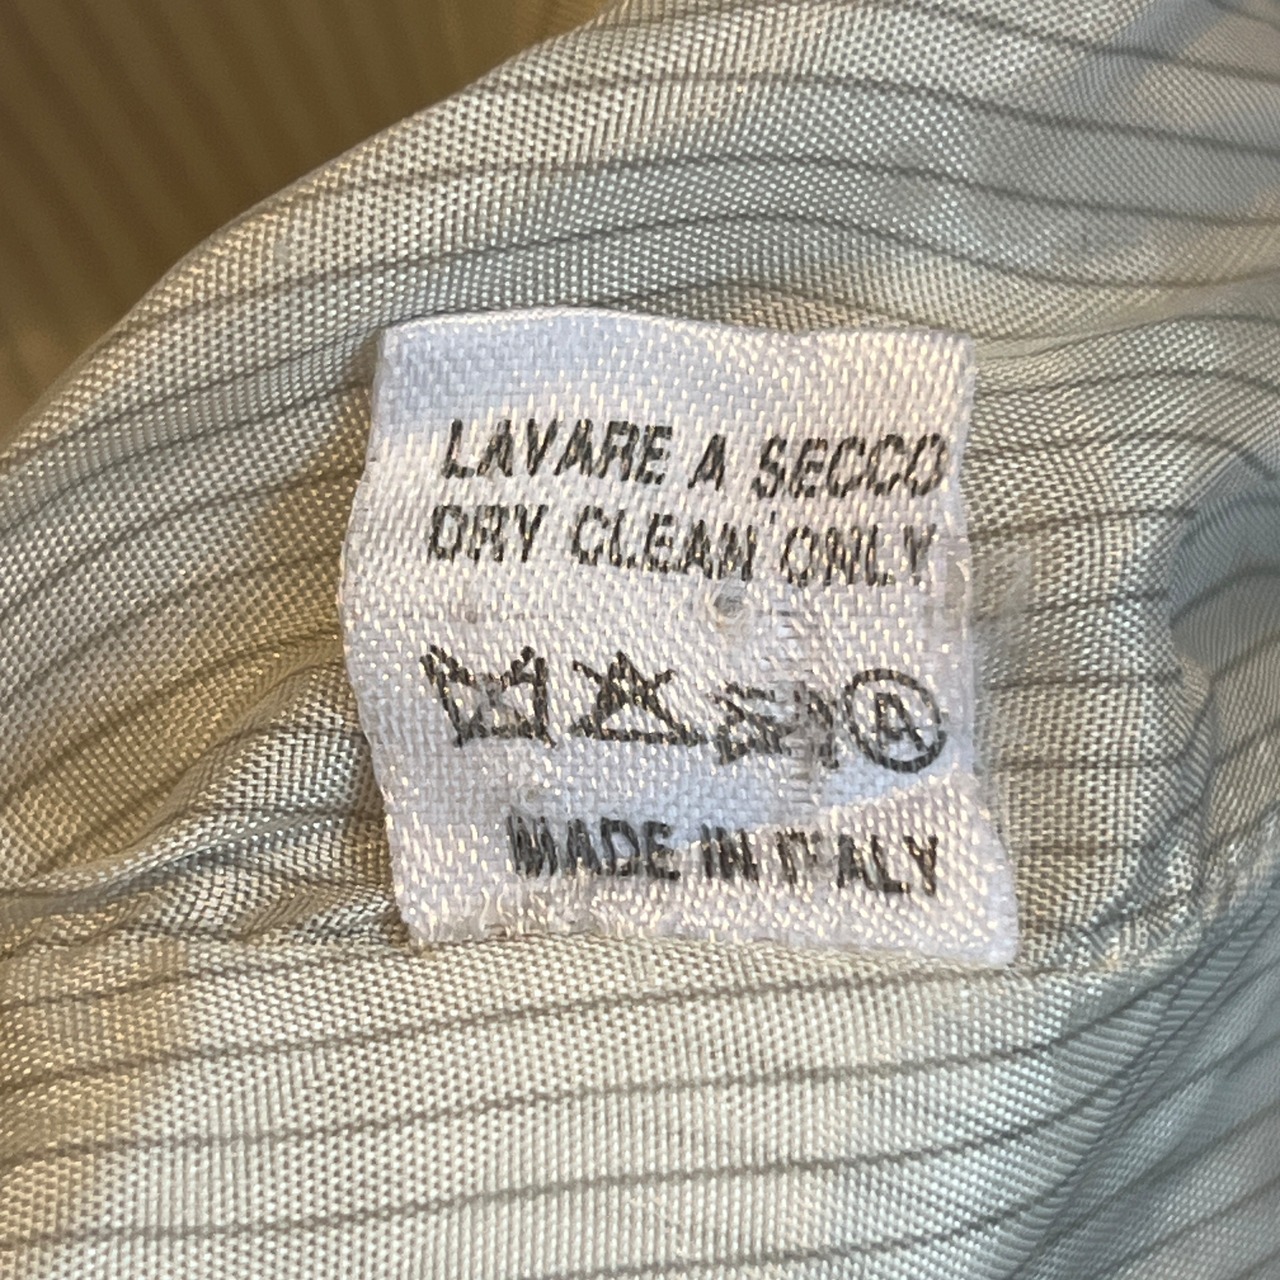 LAVARE A SECCO
DRY CLEAN ONLY
A
MADE IN ITALY